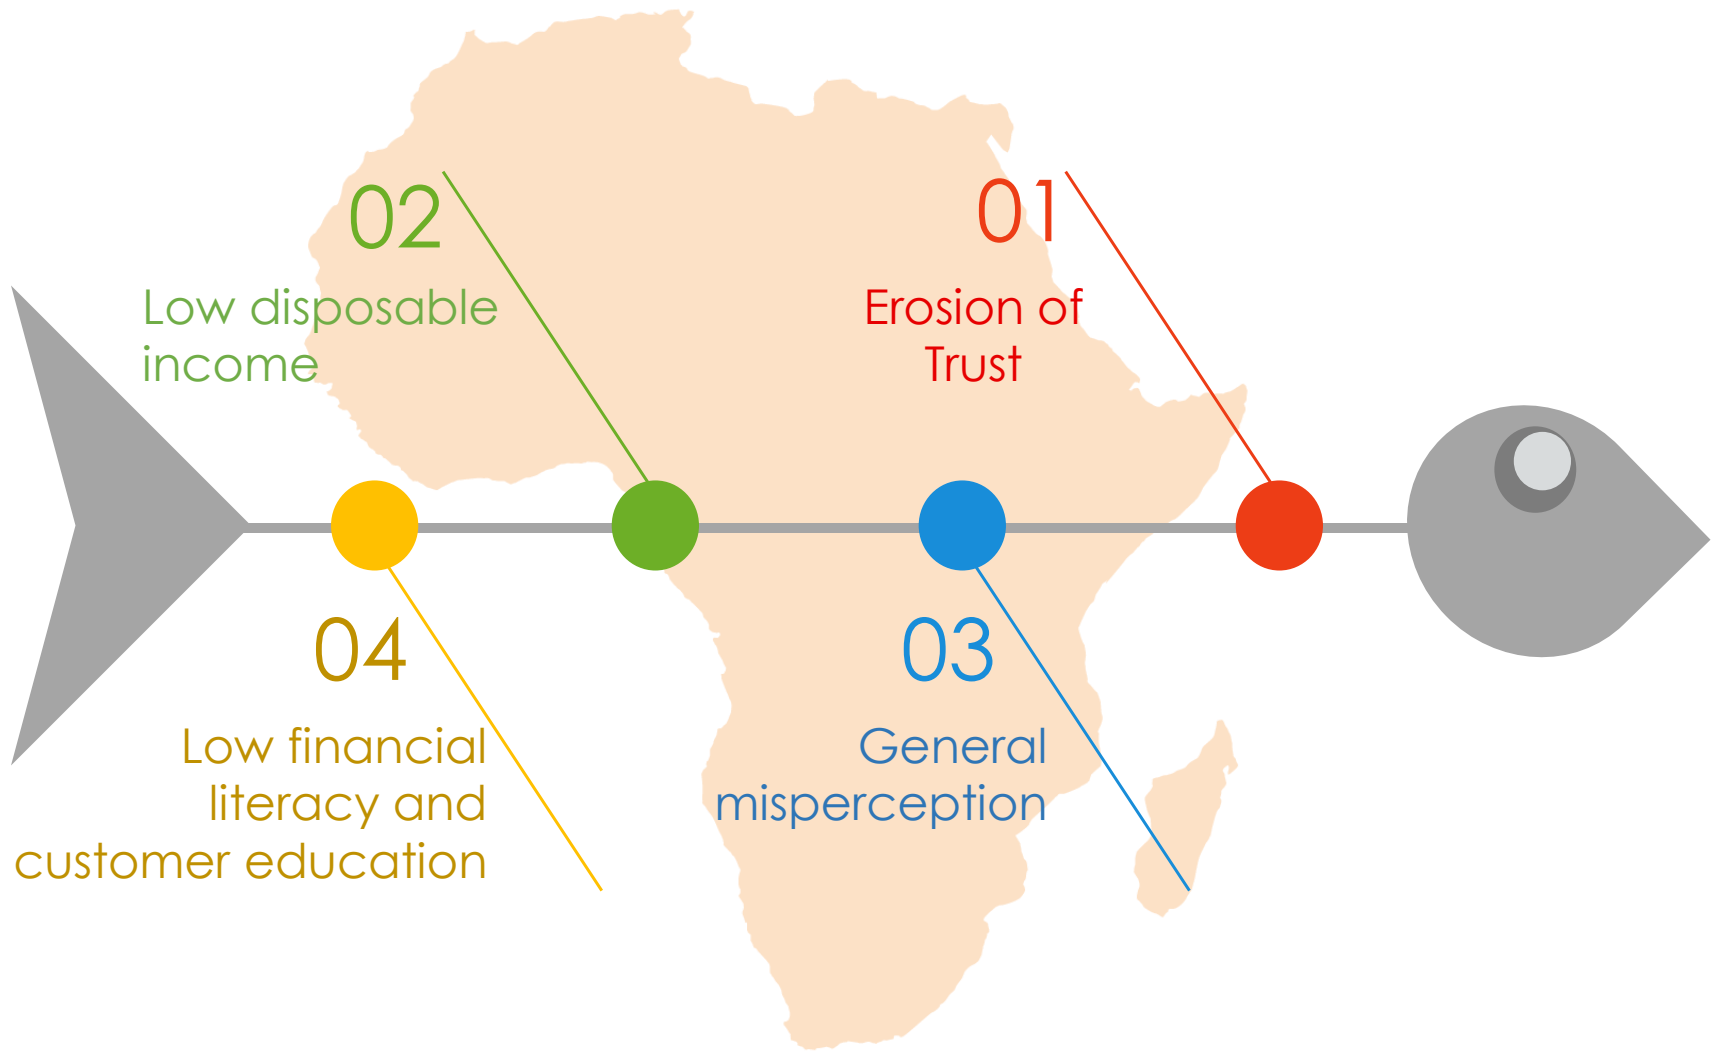 01
Erosion of
Trust
02
Low disposable
income
03
General
misperception
04
Low financial
literacy and
customer education